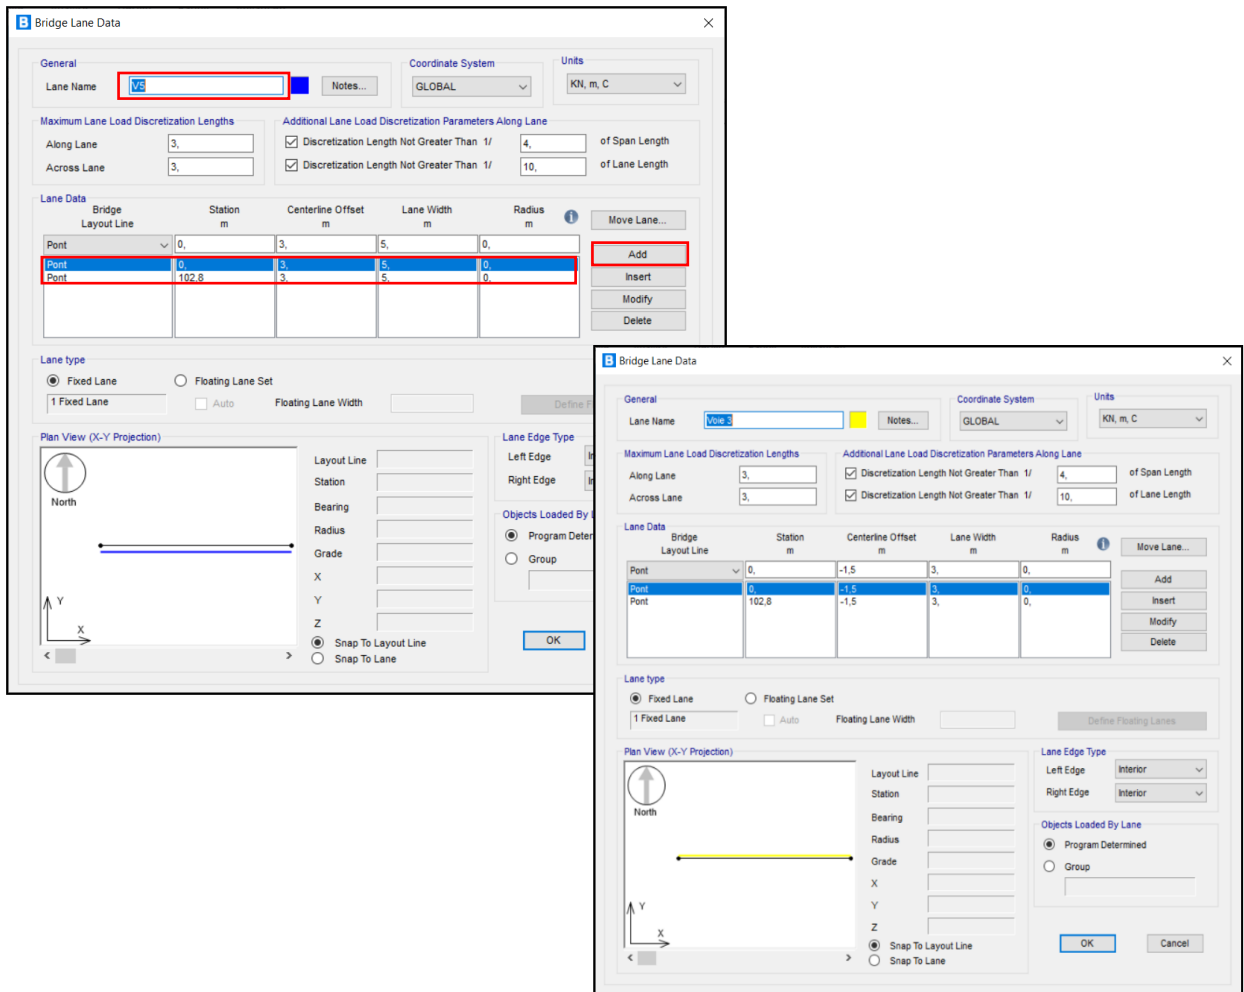 B Bridge Lane Data
General
Lane Name VS Notes...
Coordinate System
GLOBAL
Units
KN, m, C
Maximum Lane Load Discretization Lengths
Along Lane 3,
Across Lane 3,
Additional Lane Load Discretization Parameters Along Lane
Discretization Length Not Greater Than 1/ 4, of Span Length
Discretization Length Not Greater Than 1/ 10, of Lane Length
Lane Data
Bridge Station Centerline Offset Lane Width Radius
Layout Line m m m m
Pont 0, 3, 5, 0,
Pont 0, 3, 5, 0,
Pont 102,8 3, 5, 0,
Move Lane...
Add
Insert
Modify
Delete
Lane type
Fixed Lane Floating Lane Set
1 Fixed Lane Auto Floating Lane Width Define F
Plan View (X-Y Projection)
North
Y
X
Layout Line
Station
Bearing
Radius
Grade
X
Y
Z
Snap To Layout Line
Snap To Lane
Lane Edge Type
Left Edge In
Right Edge In
Objects Loaded By L
Program Deter
Group
OK
B Bridge Lane Data
General
Lane Name Voie 3 Notes...
Coordinate System
GLOBAL
Units
KN, m, C
Maximum Lane Load Discretization Lengths
Along Lane 3,
Across Lane 3,
Additional Lane Load Discretization Parameters Along Lane
Discretization Length Not Greater Than 1/ 4, of Span Length
Discretization Length Not Greater Than 1/ 10, of Lane Length
Lane Data
Bridge Station Centerline Offset Lane Width Radius
Layout Line m m m m
Pont 0, -1,5 3, 0,
Pont 0, -1,5 3, 0,
Pont 102,8 -1,5 3, 0,
Move Lane...
Add
Insert
Modify
Delete
Lane type
Fixed Lane Floating Lane Set
1 Fixed Lane Auto Floating Lane Width Define Floating Lanes
Plan View (X-Y Projection)
North
Y
X
Layout Line
Station
Bearing
Radius
Grade
X
Y
Z
Snap To Layout Line
Snap To Lane
Lane Edge Type
Left Edge Interior
Right Edge Interior
Objects Loaded By Lane
Program Determined
Group
OK Cancel